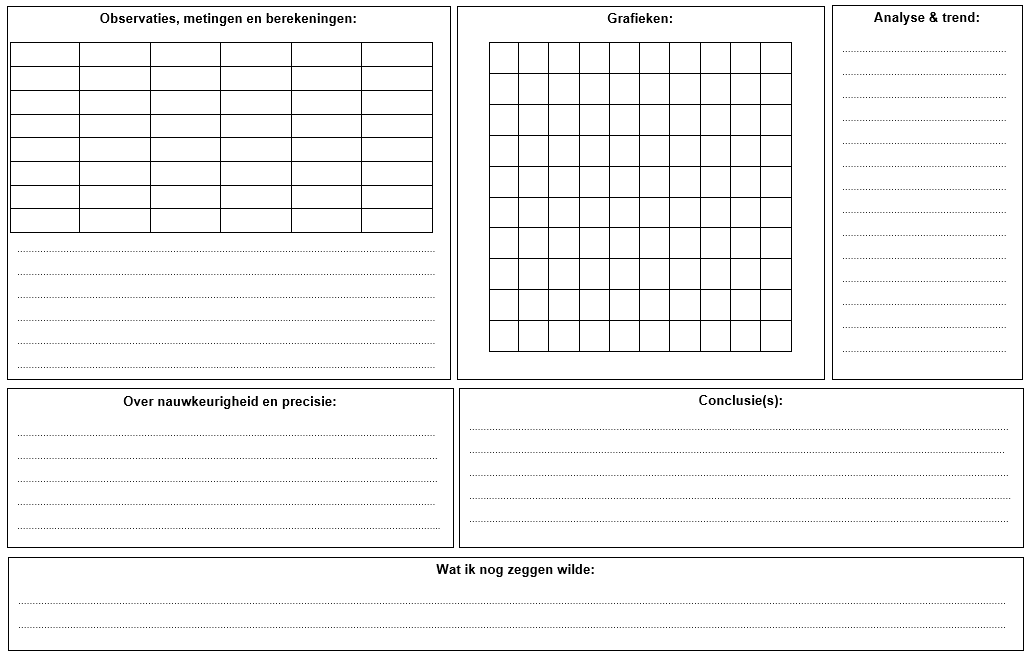 Observaties, metingen en berekeningen:
Grafieken:
Analyse & trend:
Over nauwkeurigheid en precisie:
Conclusie(s):
Wat ik nog zeggen wilde: